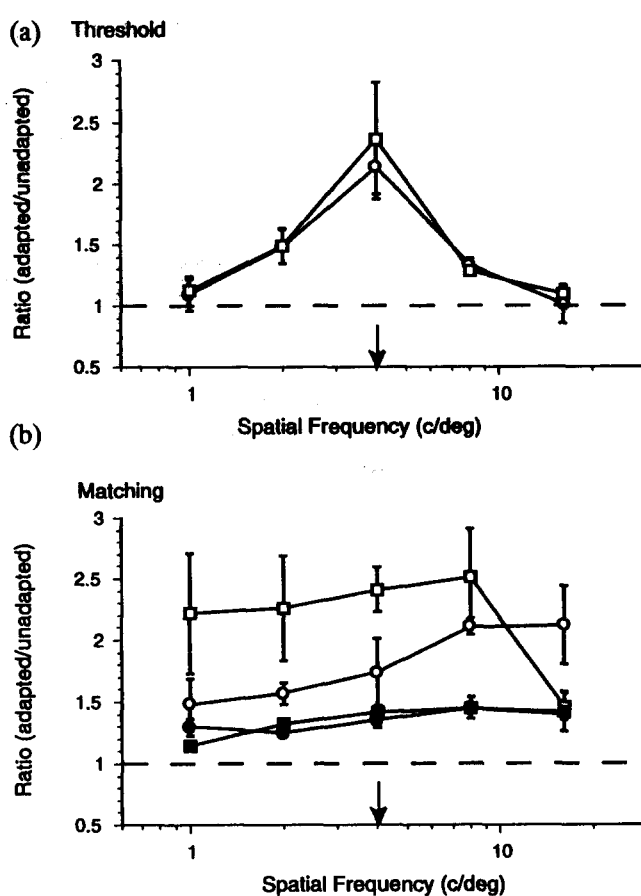 (a) Threshold
3
2.5
2
1.5
1
0.5
Ratio (adapted/unadapted)
1 10
Spatial Frequency (c/deg)
(b)
Matching
3
2.5
2
1.5
1
0.5
Ratio (adapted/unadapted)
1 10
Spatial Frequency (c/deg)